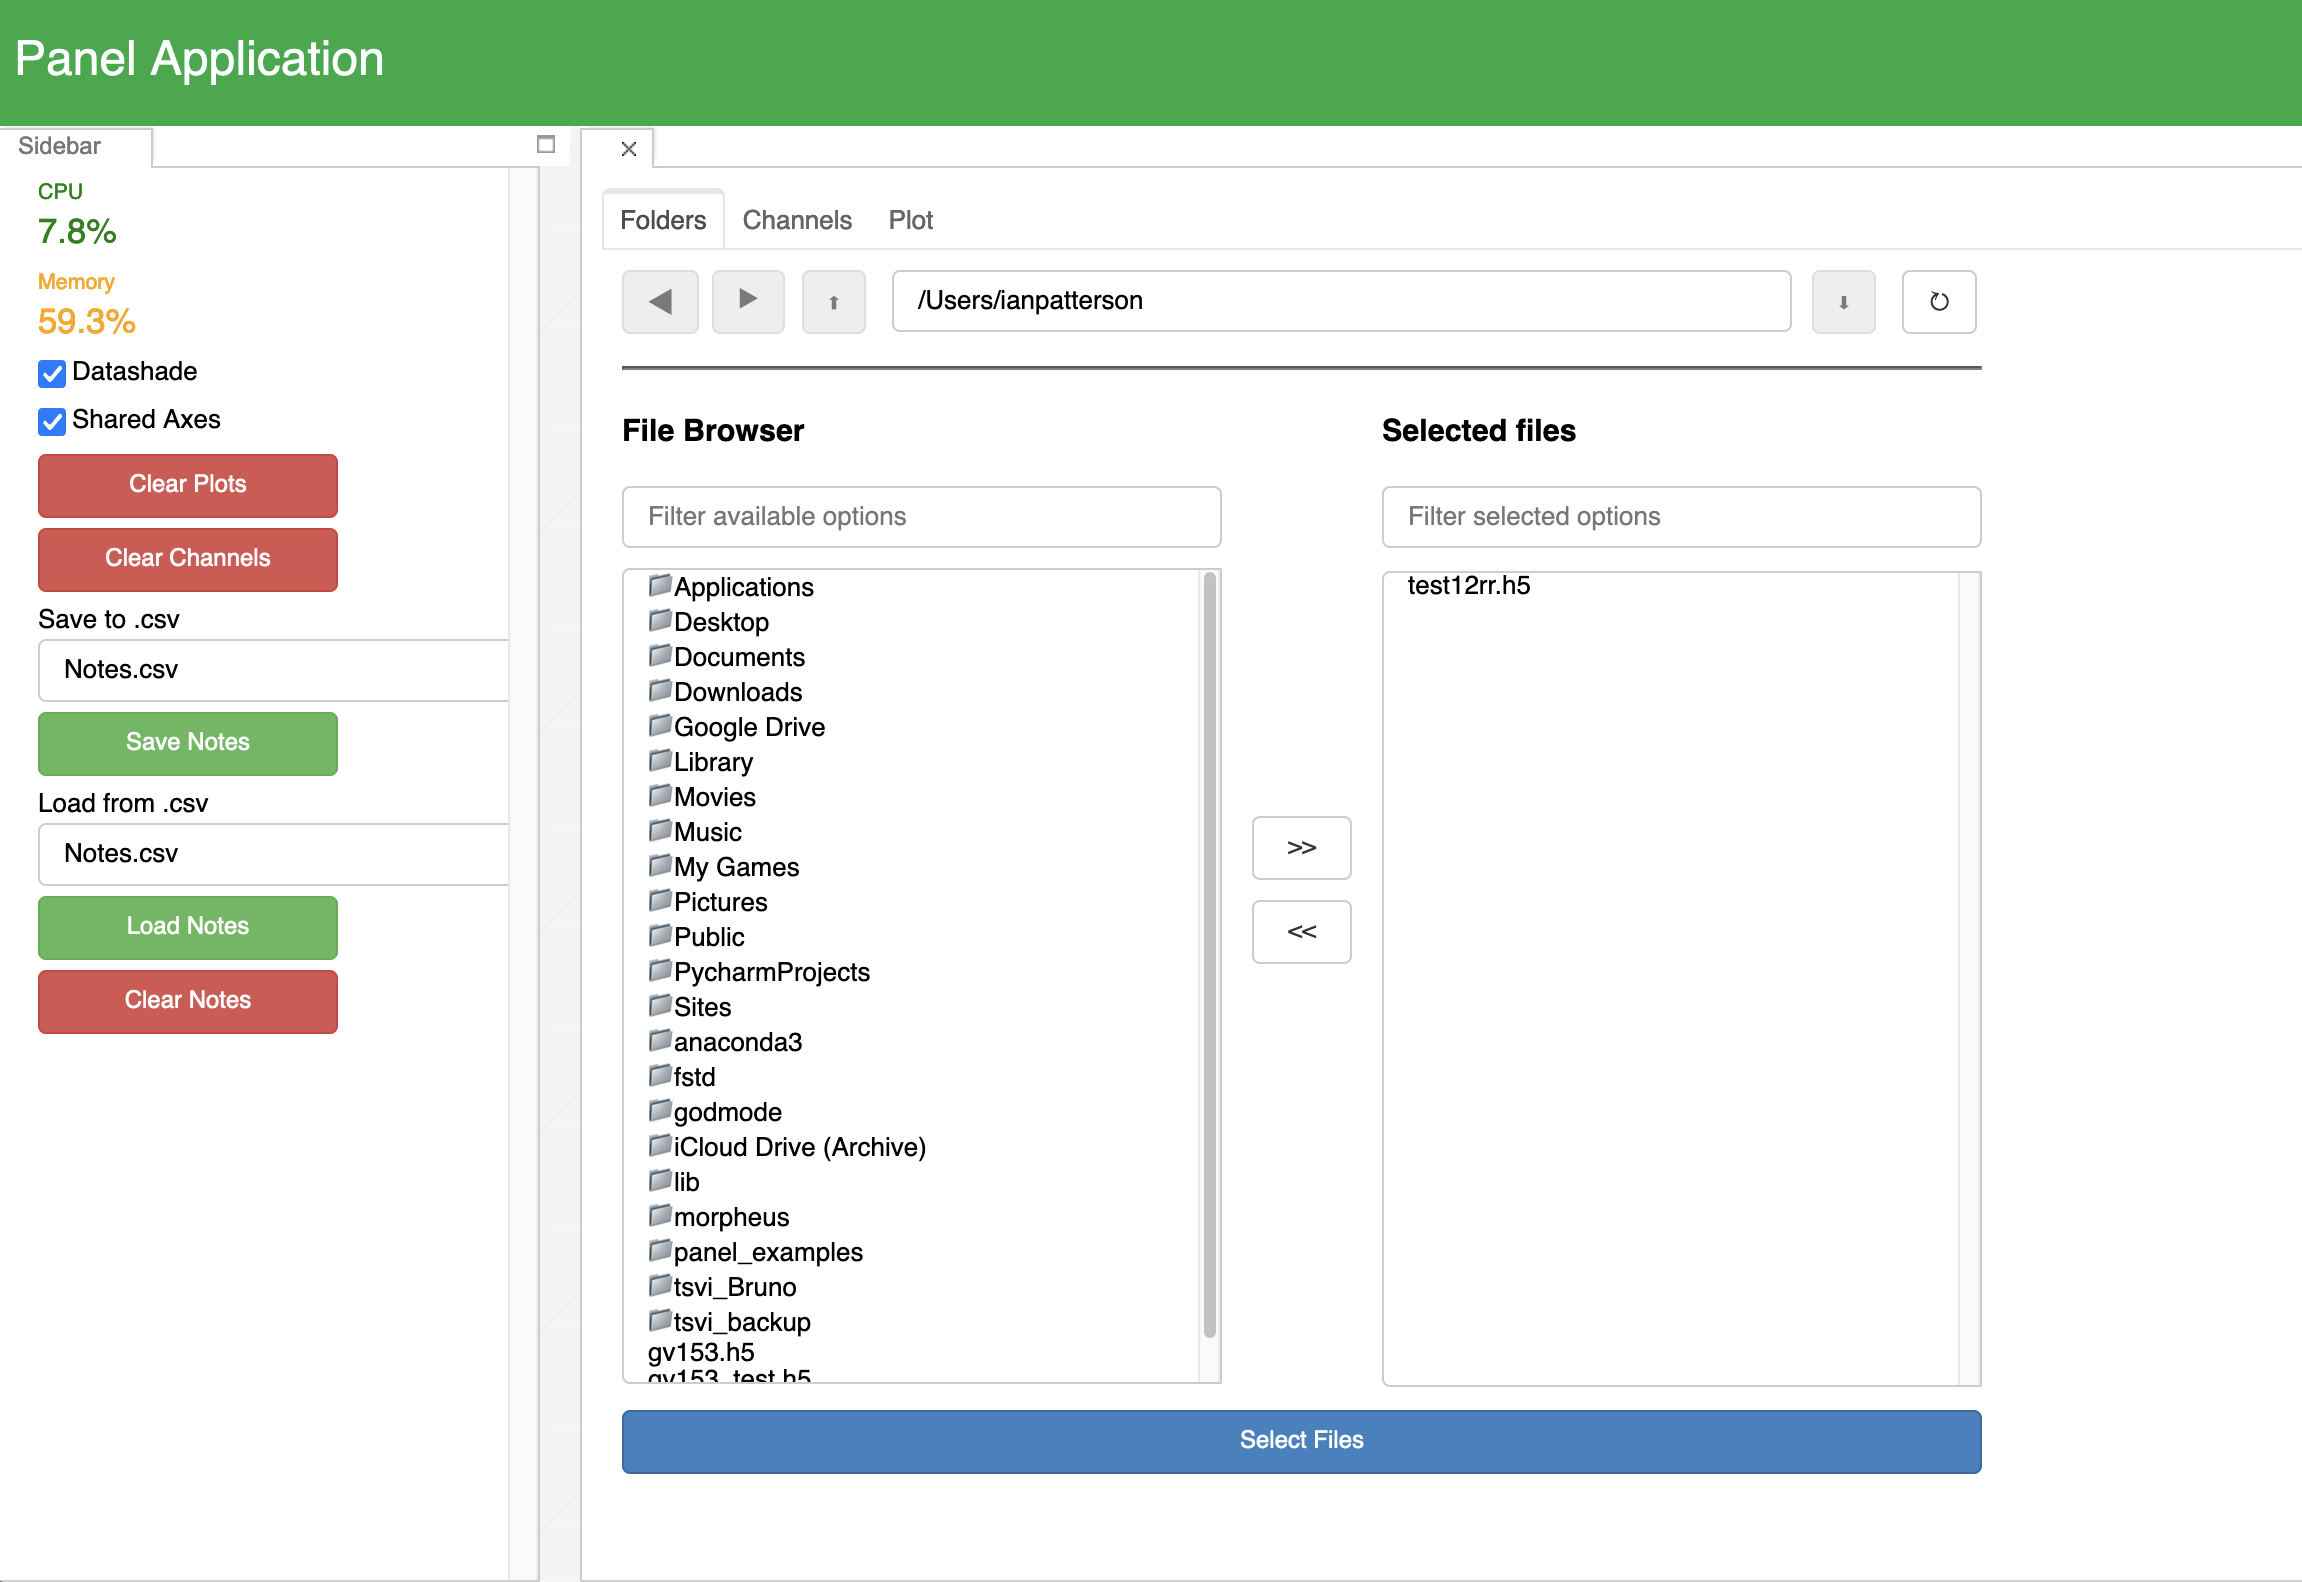 Panel Application
Sidebar
CPU
7.8%
Memory
59.3%
Datashade
Shared Axes
Clear Plots
Clear Channels
Save to .csv
Notes.csv
Save Notes
Load from .csv
Notes.csv
Load Notes
Clear Notes
Folders Channels Plot
/Users/ianpatterson
File Browser
Filter available options
Applications
Desktop
Documents
Downloads
Google Drive
Library
Movies
Music
My Games
Pictures
Public
PycharmProjects
Sites
anaconda3
fstd
godmode
iCloud Drive (Archive)
lib
morpheus
panel_examples
tsvi_Bruno
tsvi_backup
gv153.h5
gv153_test.h5
>>
<<
Selected files
Filter selected options
test12rr.h5
Select Files